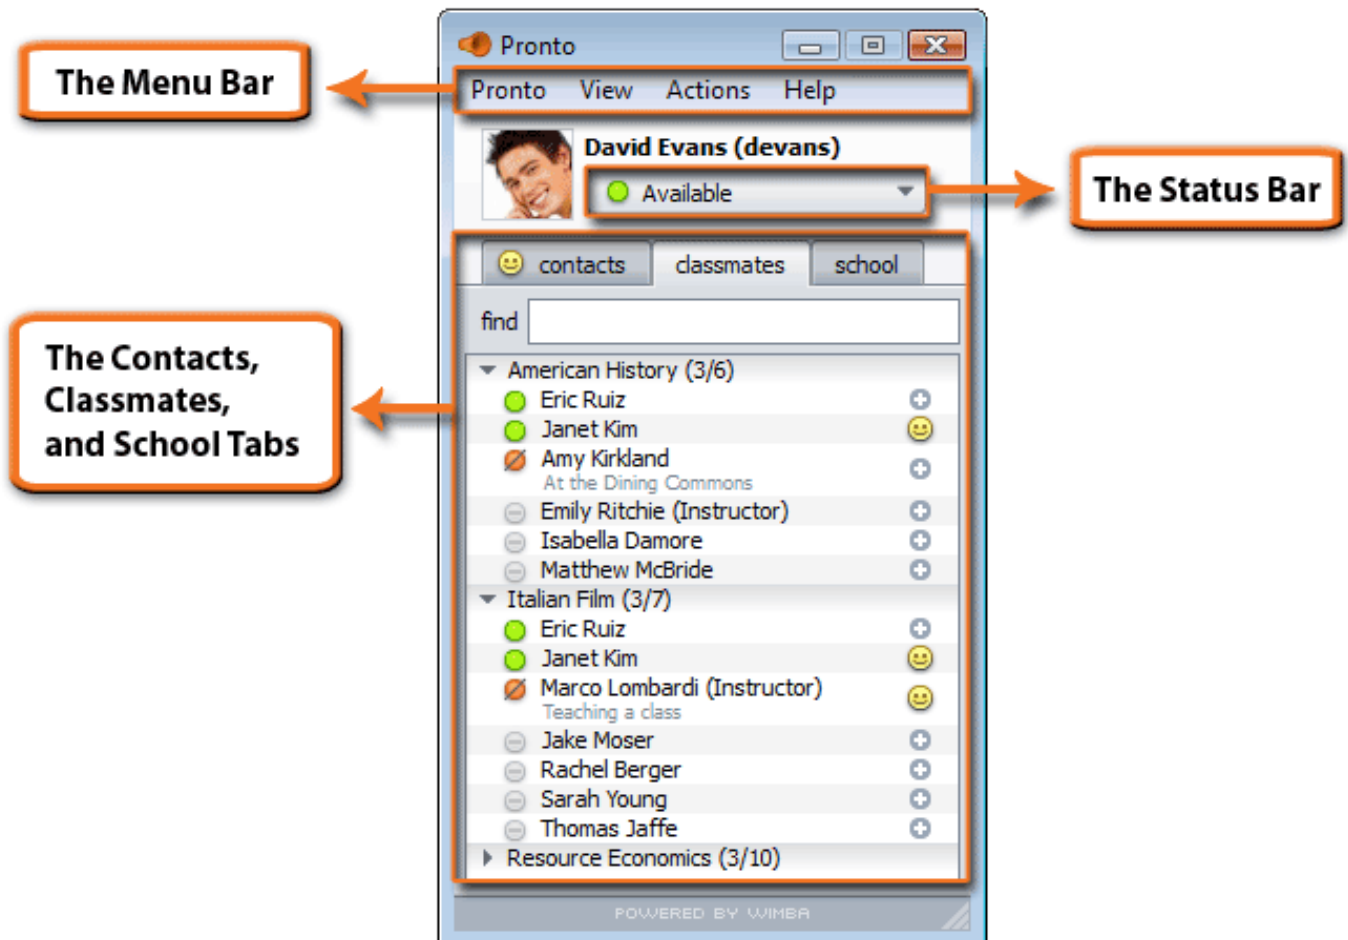 Pronto
The Menu Bar
Pronto View Actions Help
David Evans (devans)
Available
The Status Bar
contacts classmates school
find
The Contacts,
Classmates,
and School Tabs
American History (3/6)
Eric Ruiz
Janet Kim
Amy Kirkland
At the Dining Commons
Emily Ritchie (Instructor)
Isabella Damore
Matthew McBride
Italian Film (3/7)
Eric Ruiz
Janet Kim
Marco Lombardi (Instructor)
Teaching a class
Jake Moser
Rachel Berger
Sarah Young
Thomas Jaffe
Resource Economics (3/10)
POWERED BY WIMBA